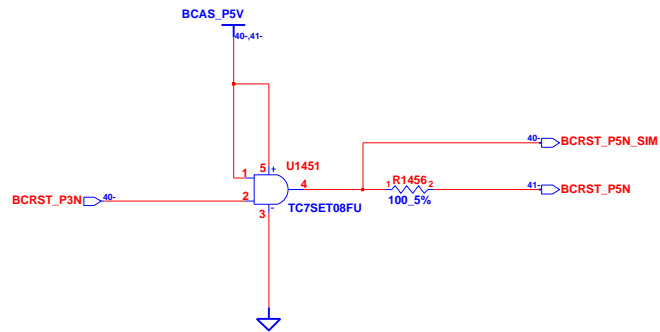 BCAS_P5V
40-,41-
5
+
U1451
1
4
2
3
-
TC7SET08FU
BCRST_P3N
40-
R1456
1
2
100_5%
40-
BCRST_P5N_SIM
41-
BCRST_P5N